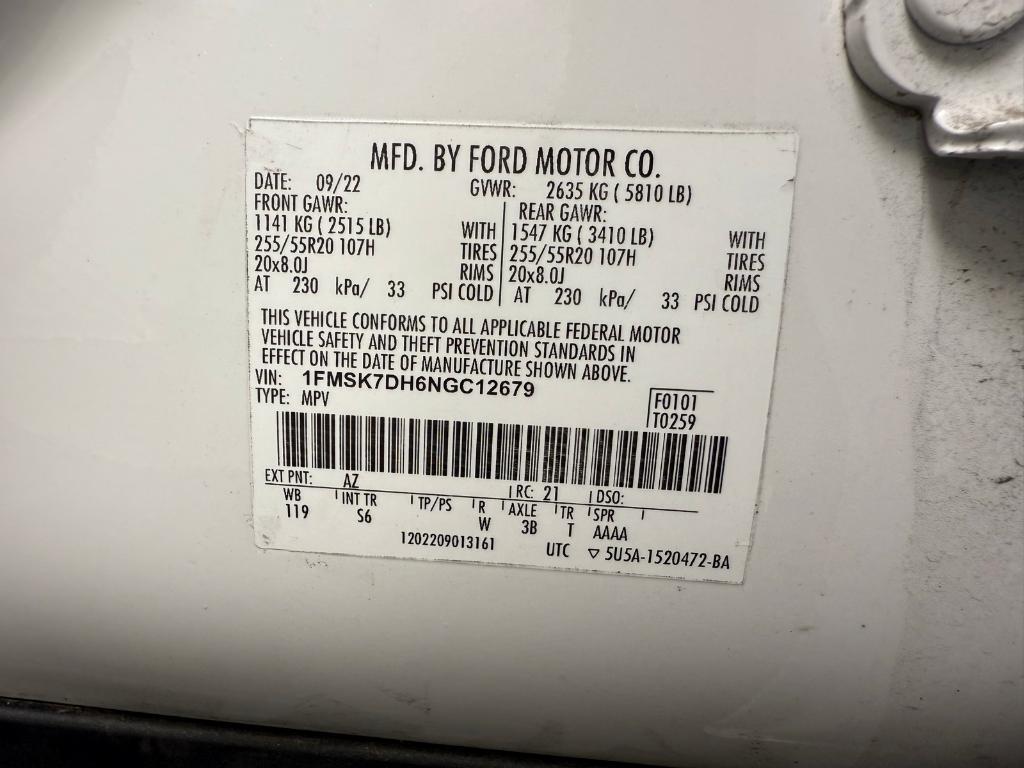 MFD. BY FORD MOTOR CO.
DATE: 09/22 GVWR: 2635 KG ( 5810 LB)
FRONT GAWR: REAR GAWR:
1141 KG ( 2515 LB) WITH 1547 KG ( 3410 LB) WITH
255/55R20 107H TIRES 255/55R20 107H TIRES
20x8.0J RIMS 20x8.0J RIMS
AT 230 kPa/ 33 PSI COLD AT 230 kPa/ 33 PSI COLD
THIS VEHICLE CONFORMS TO ALL APPLICABLE FEDERAL MOTOR
VEHICLE SAFETY AND THEFT PREVENTION STANDARDS IN
EFFECT ON THE DATE OF MANUFACTURE SHOWN ABOVE.
VIN: 1FMSK7DH6NGC12679
TYPE: MPV F0101
T0259
EXT PNT: AZ RC: 21 DSO:
WB INT TR TP/PS R AXLE TR SPR
119 S6 W 3B T AAAA
1202209013161 UTC ▽ 5U5A-1520472-BA